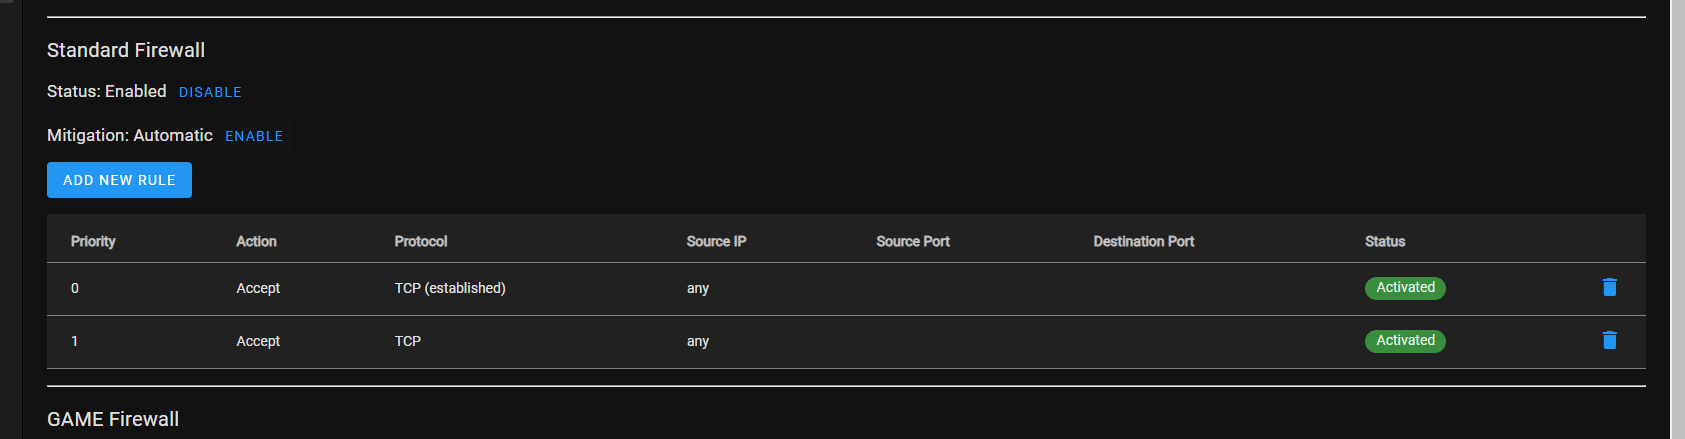 Standard Firewall
Status: Enabled DISABLE
Mitigation: Automatic ENABLE
ADD NEW RULE
Priority Action Protocol Source IP Source Port Destination Port Status
0 Accept TCP (established) any Activated
1 Accept TCP any Activated
GAME Firewall